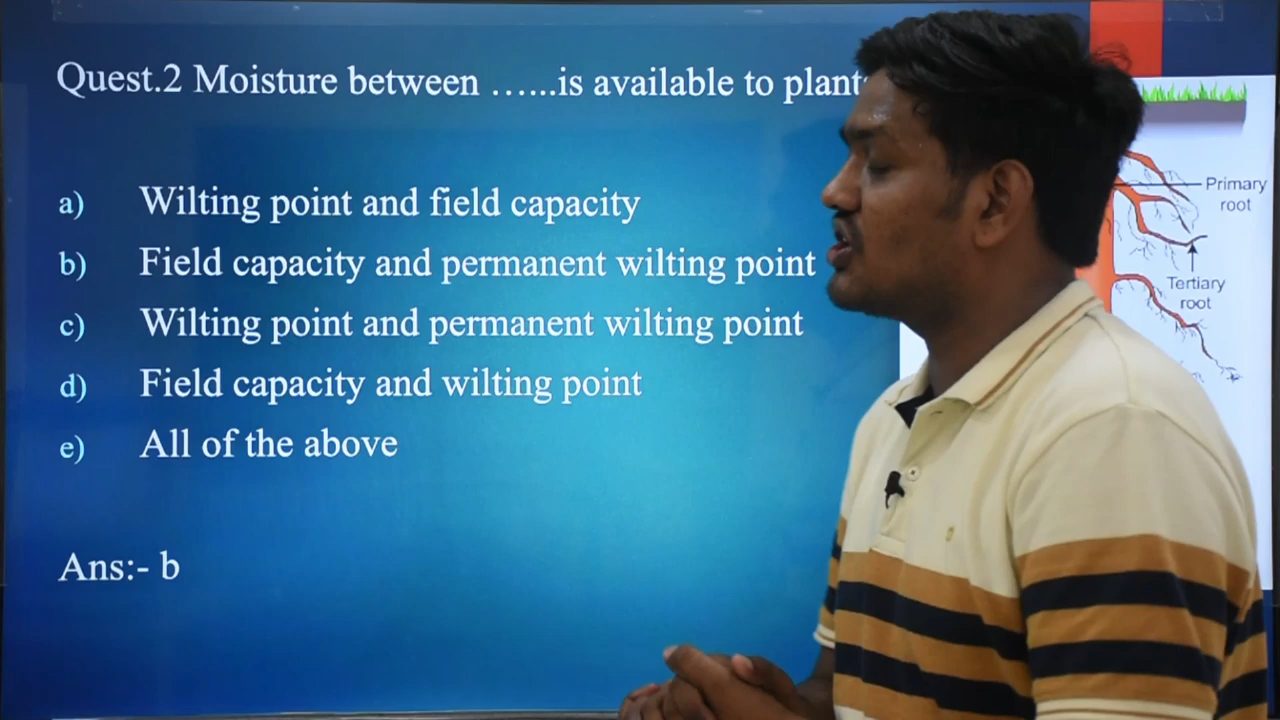 Quest.2 Moisture between …...is available to plant
a) Wilting point and field capacity
b) Field capacity and permanent wilting point
c) Wilting point and permanent wilting point
d) Field capacity and wilting point
e) All of the above
Ans:- b
Primary
root
Tertiary
root